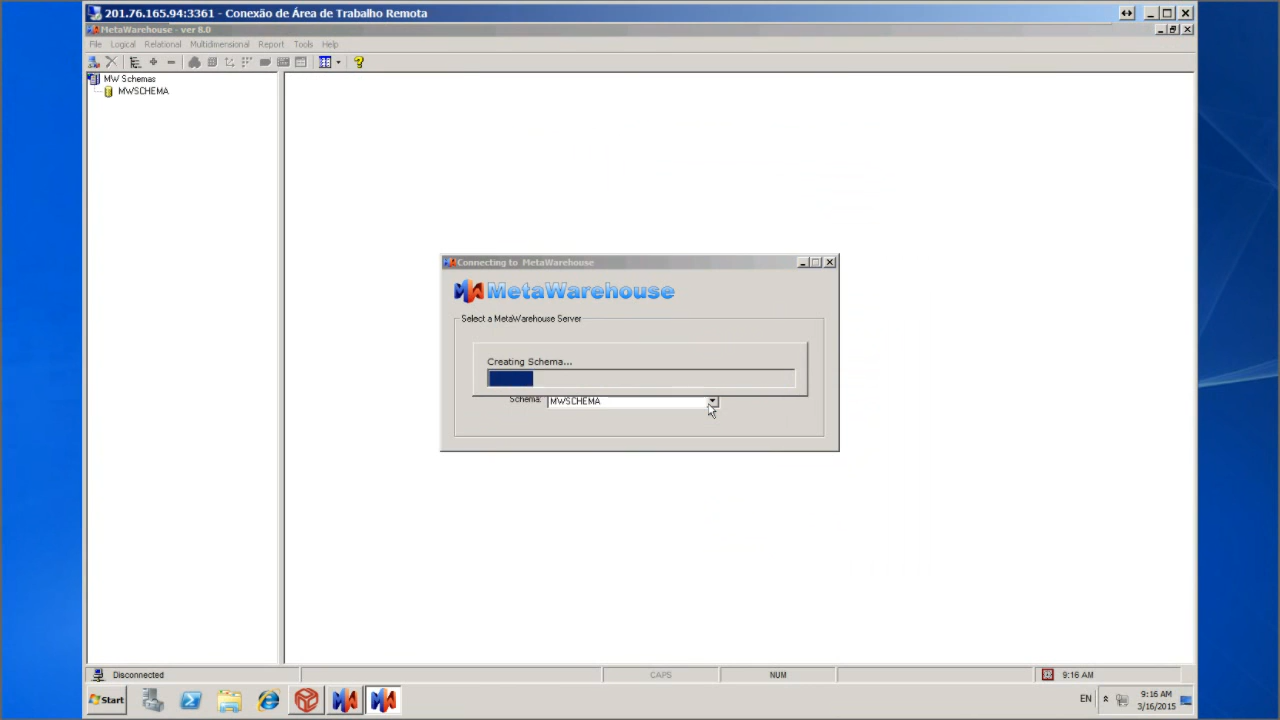 201.76.165.94:3361 - Conexão de Área de Trabalho Remota
MetaWarehouse - ver 8.0
File Logical Relational Multidimensional Report Tools Help
MW Schemas
MWSCHEMA
Connecting to MetaWarehouse
MetaWarehouse
Select a MetaWarehouse Server
Creating Schema...
Schema: MWSCHEMA
Disconnected CAPS NUM 9:16 AM
Start EN 9:16 AM
3/16/2015